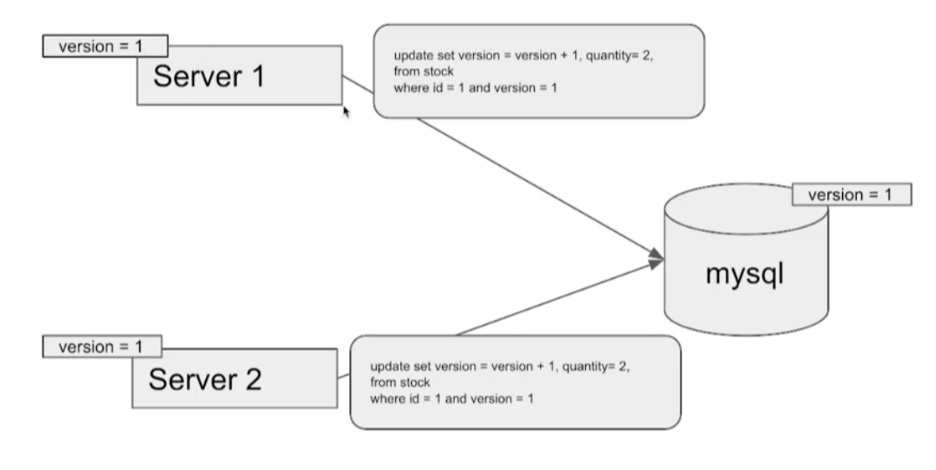 version = 1
Server 1
update set version = version + 1, quantity= 2,
from stock
where id = 1 and version = 1
version = 1
mysql
version = 1
Server 2
update set version = version + 1, quantity= 2,
from stock
where id = 1 and version = 1